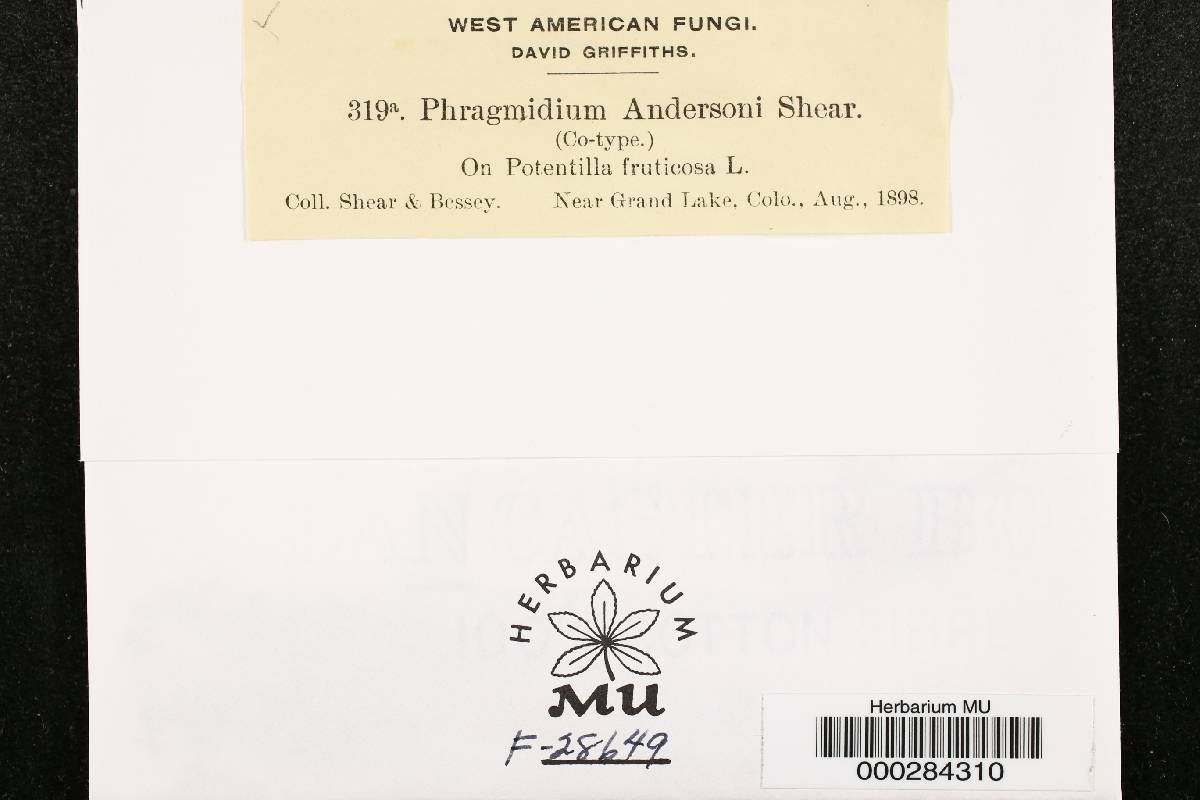 WEST AMERICAN FUNGI.
DAVID GRIFFITHS.
319ª. Phragmidium Andersoni Shear.
(Co-type.)
On Potentilla fruticosa L.
Coll. Shear & Bessey. Near Grand Lake, Colo., Aug., 1898.
HERBARIUM
MU
F-28649
Herbarium MU
000284310